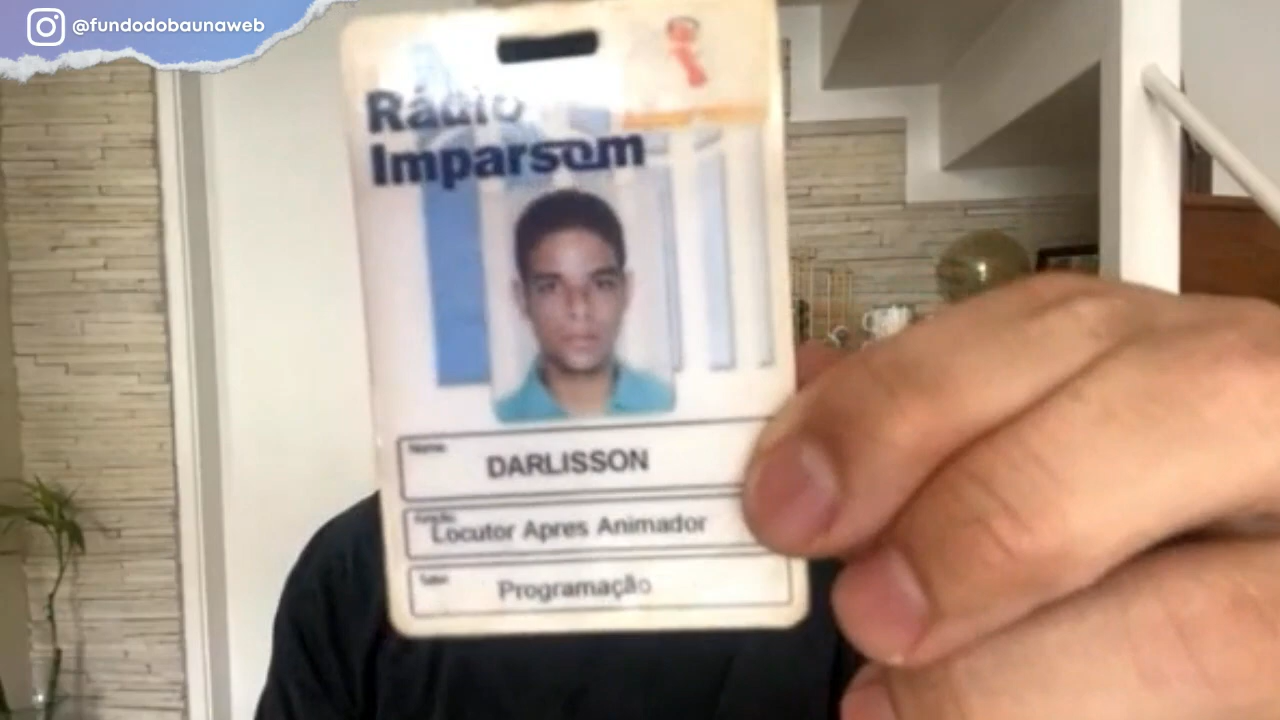 @fundodobaunaweb
Rádio
Imparsom
Nome:
DARLISSON
Função:
Locutor Apres Animador
Setor:
Programação